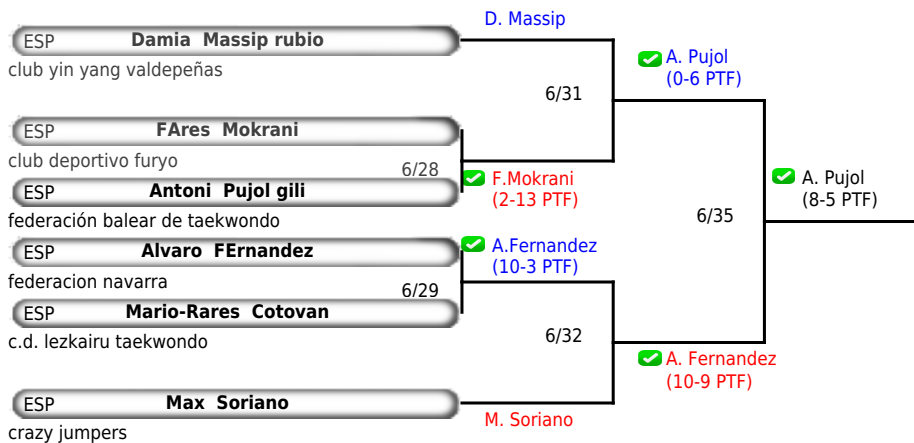 D. Massip
ESP Damia Massip rubio
club yin yang valdepeñas
A. Pujol
(0-6 PTF)
6/31
ESP FAres Mokrani
club deportivo furyo
6/28
F.Mokrani
(2-13 PTF)
A. Pujol
(8-5 PTF)
ESP Antoni Pujol gili
federación balear de taekwondo
6/35
ESP Alvaro FErnandez
A.Fernandez
(10-3 PTF)
federacion navarra
6/29
ESP Mario-Rares Cotovan
c.d. lezkairu taekwondo
6/32
A. Fernandez
(10-9 PTF)
ESP Max Soriano
M. Soriano
crazy jumpers